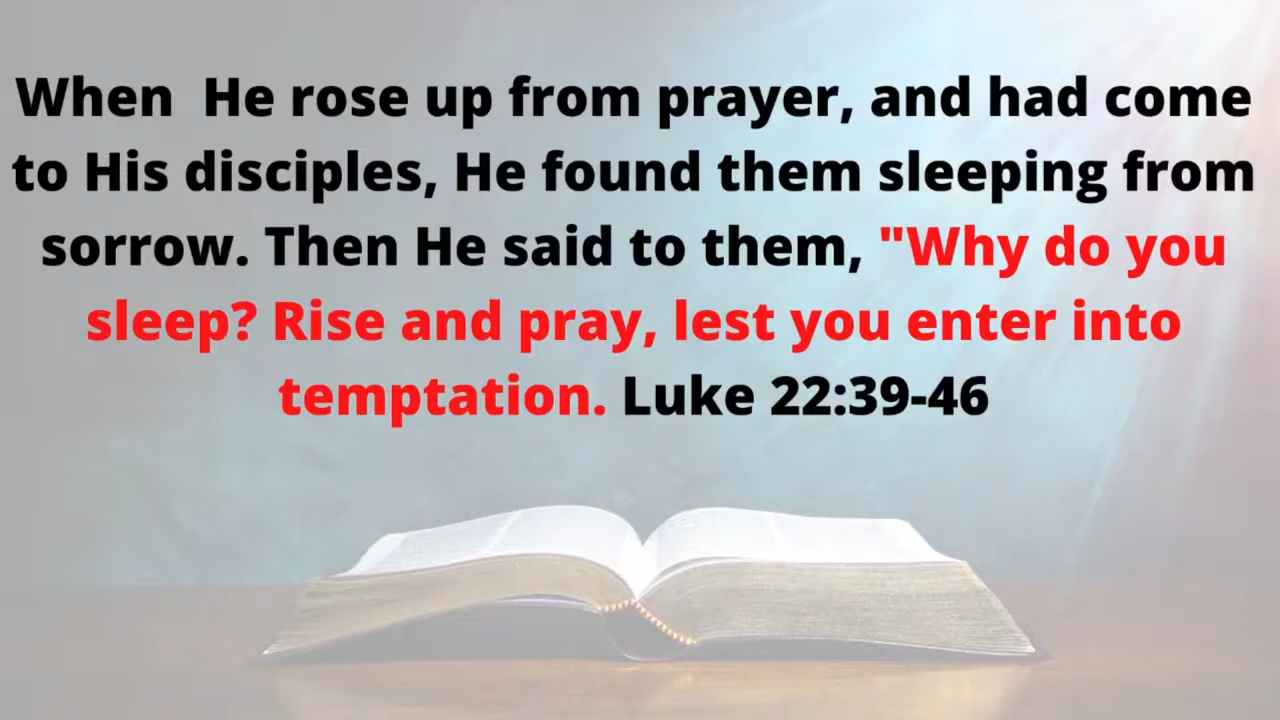 When  He rose up from prayer, and had come
to His disciples, He found them sleeping from
sorrow. Then He said to them, "Why do you
sleep? Rise and pray, lest you enter into
temptation. Luke 22:39-46